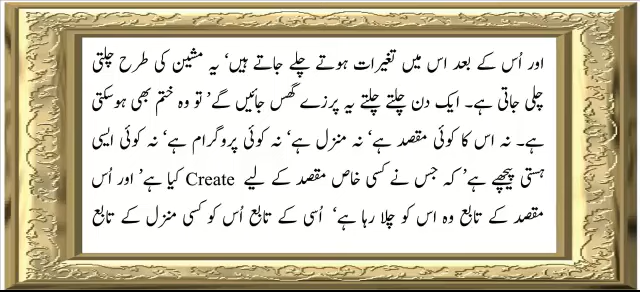 اور اُس کے بعد اس میں تغیرات ہوتے چلے جاتے ہیں‘ یہ مشین کی طرح چلتی
چلی جاتی ہے۔ ایک دن چلتے چلتے یہ پرزے گھس جائیں گے’ تو وہ ختم بھی ہوسکتی
ہے۔ نہ اس کا کوئی مقصد ہے‘ نہ منزل ہے‘ نہ کوئی پروگرام ہے‘ نہ کوئی ایسی
ہستی پیچھے ہے’ کہ جس نے کسی خاص مقصد کے لیے Create کیا ہے’ اور اُس
مقصد کے تابع وہ اس کو چلا رہا ہے‘ اُسی کے تابع اُس کو کسی منزل کے تابع